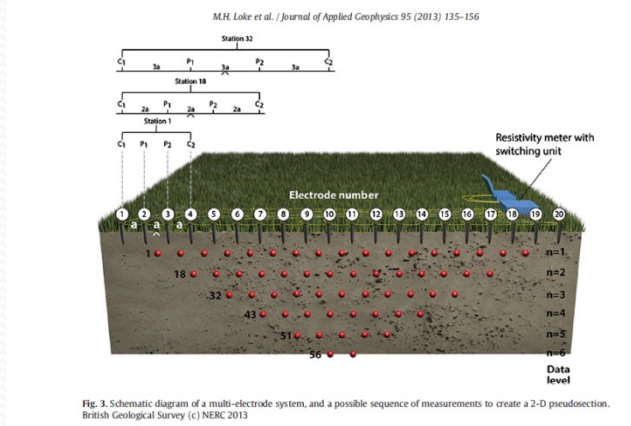 M.H. Loke et al. / Journal of Applied Geophysics 95 (2013) 135–156
Station 32
C1 3a P1 3a P2 3a C2
Station 18
C1 2a P1 2a P2 2a C2
Station 1
C1 P1 P2 C2
Resistivity meter with
switching unit
Electrode number
1 2 3 4 5 6 7 8 9 10 11 12 13 14 15 16 17 18 19 20
a a a
1 n=1
18 n=2
32 n=3
43 n=4
51 n=5
56 n=6
Data
level
Fig. 3. Schematic diagram of a multi-electrode system, and a possible sequence of measurements to create a 2-D pseudosection.
British Geological Survey (c) NERC 2013